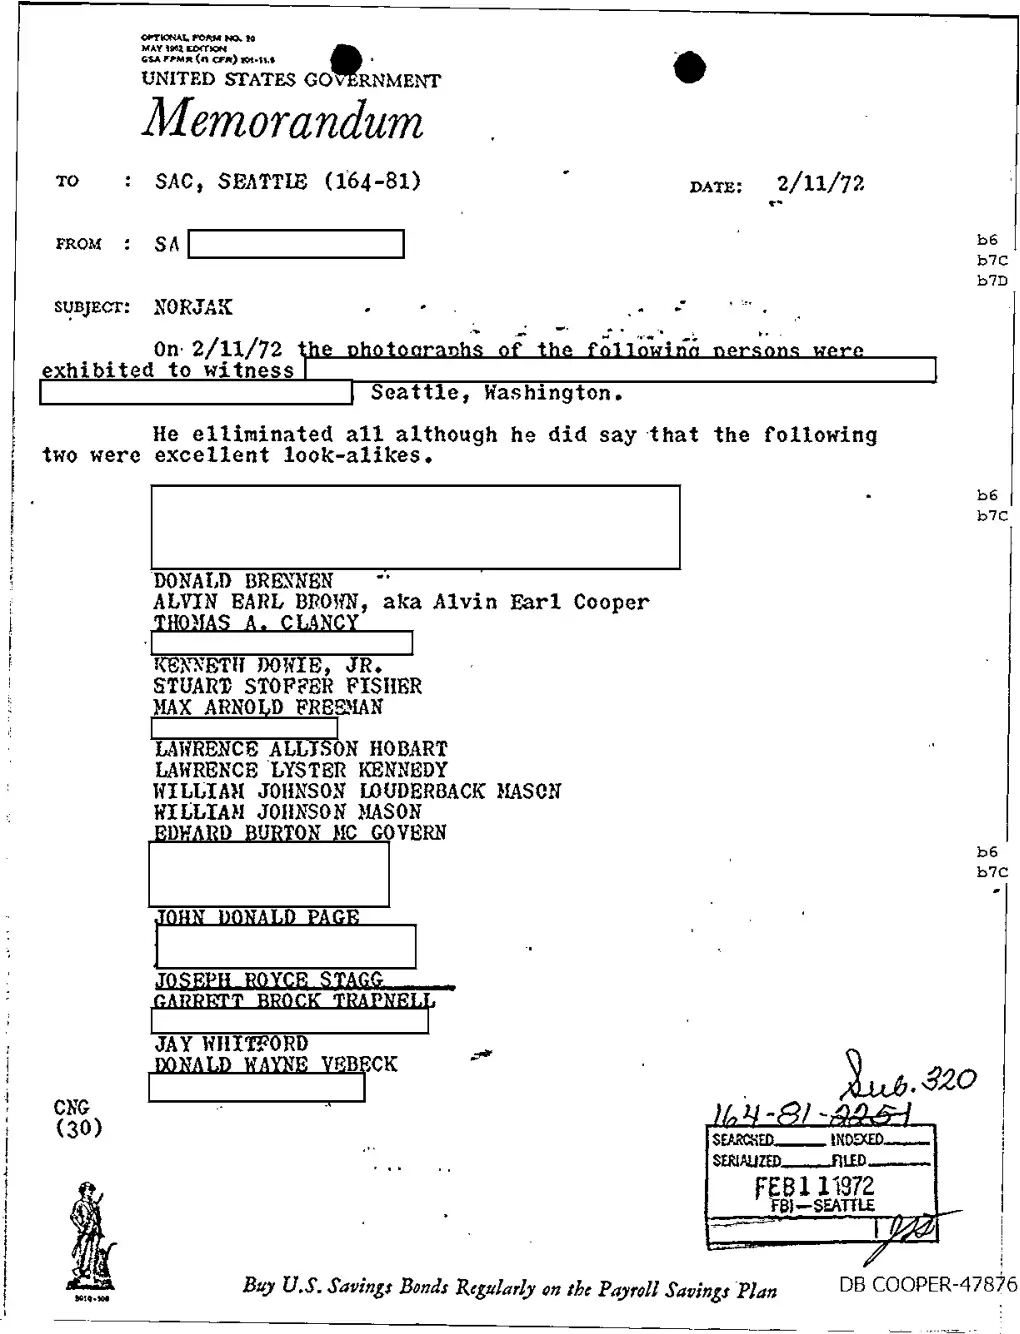 OPTIONAL FORM NO. 10
MAY 1962 EDITION
GSA FPMR (41 CFR) 101-11.6
UNITED STATES GOVERNMENT
Memorandum
TO : SAC, SEATTLE (164-81)
DATE: 2/11/72
FROM : SA
b6
b7C
b7D
SUBJECT: NORJAK
On 2/11/72 the photographs of the following persons were
exhibited to witness
Seattle, Washington.
He elliminated all although he did say that the following
two were excellent look-alikes.
b6
b7C
DONALD BRENNEN
ALVIN EARL BROWN, aka Alvin Earl Cooper
THOMAS A. CLANCY
KENNETH DOWIE, JR.
STUART STOFFER FISHER
MAX ARNOLD FREEMAN
LAWRENCE ALLISON HOBART
LAWRENCE LYSTER KENNEDY
WILLIAM JOHNSON LOUDERBACK MASON
WILLIAM JOHNSON MASON
EDWARD BURTON MC GOVERN
b6
b7C
JOHN DONALD PAGE
JOSEPH ROYCE STAGG
GARRETT BROCK TRAPNELL
JAY WHITFORD
DONALD WAYNE VEBECK
CNG
(30)
Sub. 320
164-81-2251
SEARCHED INDEXED
SERIALIZED FILED
FEB 11 1972
FBI—SEATTLE
5010-108
Buy U.S. Savings Bonds Regularly on the Payroll Savings Plan
DB COOPER-47876